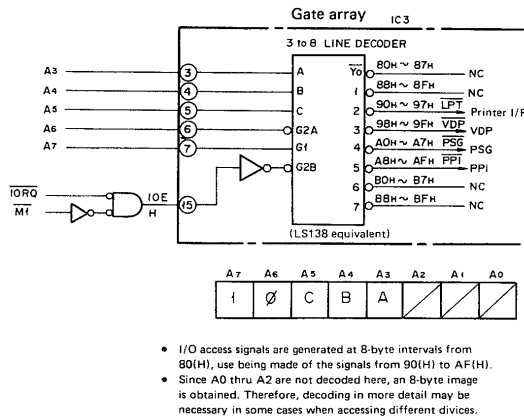 Gate array IC3
3 to 8 LINE DECODER
A3 3 A Y0 80H ~ 87H NC
A4 4 B 1 88H ~ 8FH NC
A5 5 C 2 90H ~ 97H LPT Printer I/F
A6 6 G2A 3 98H ~ 9FH VDP VDP
A7 7 G1 4 A0H ~ A7H PSG PSG
G2B 5 A8H ~ AFH PPI PPI
6 B0H ~ B7H NC
7 88H ~ BFH NC
IORQ
M1
IOE
H
15
(LS138 equivalent)
A7 A6 A5 A4 A3 A2 A1 A0
1 Ø C B A
• I/O access signals are generated at 8-byte intervals from
80(H), use being made of the signals from 90(H) to AF(H).
• Since A0 thru A2 are not decoded here, an 8-byte image
is obtained. Therefore, decoding in more detail may be
necessary in some cases when accessing different divices.